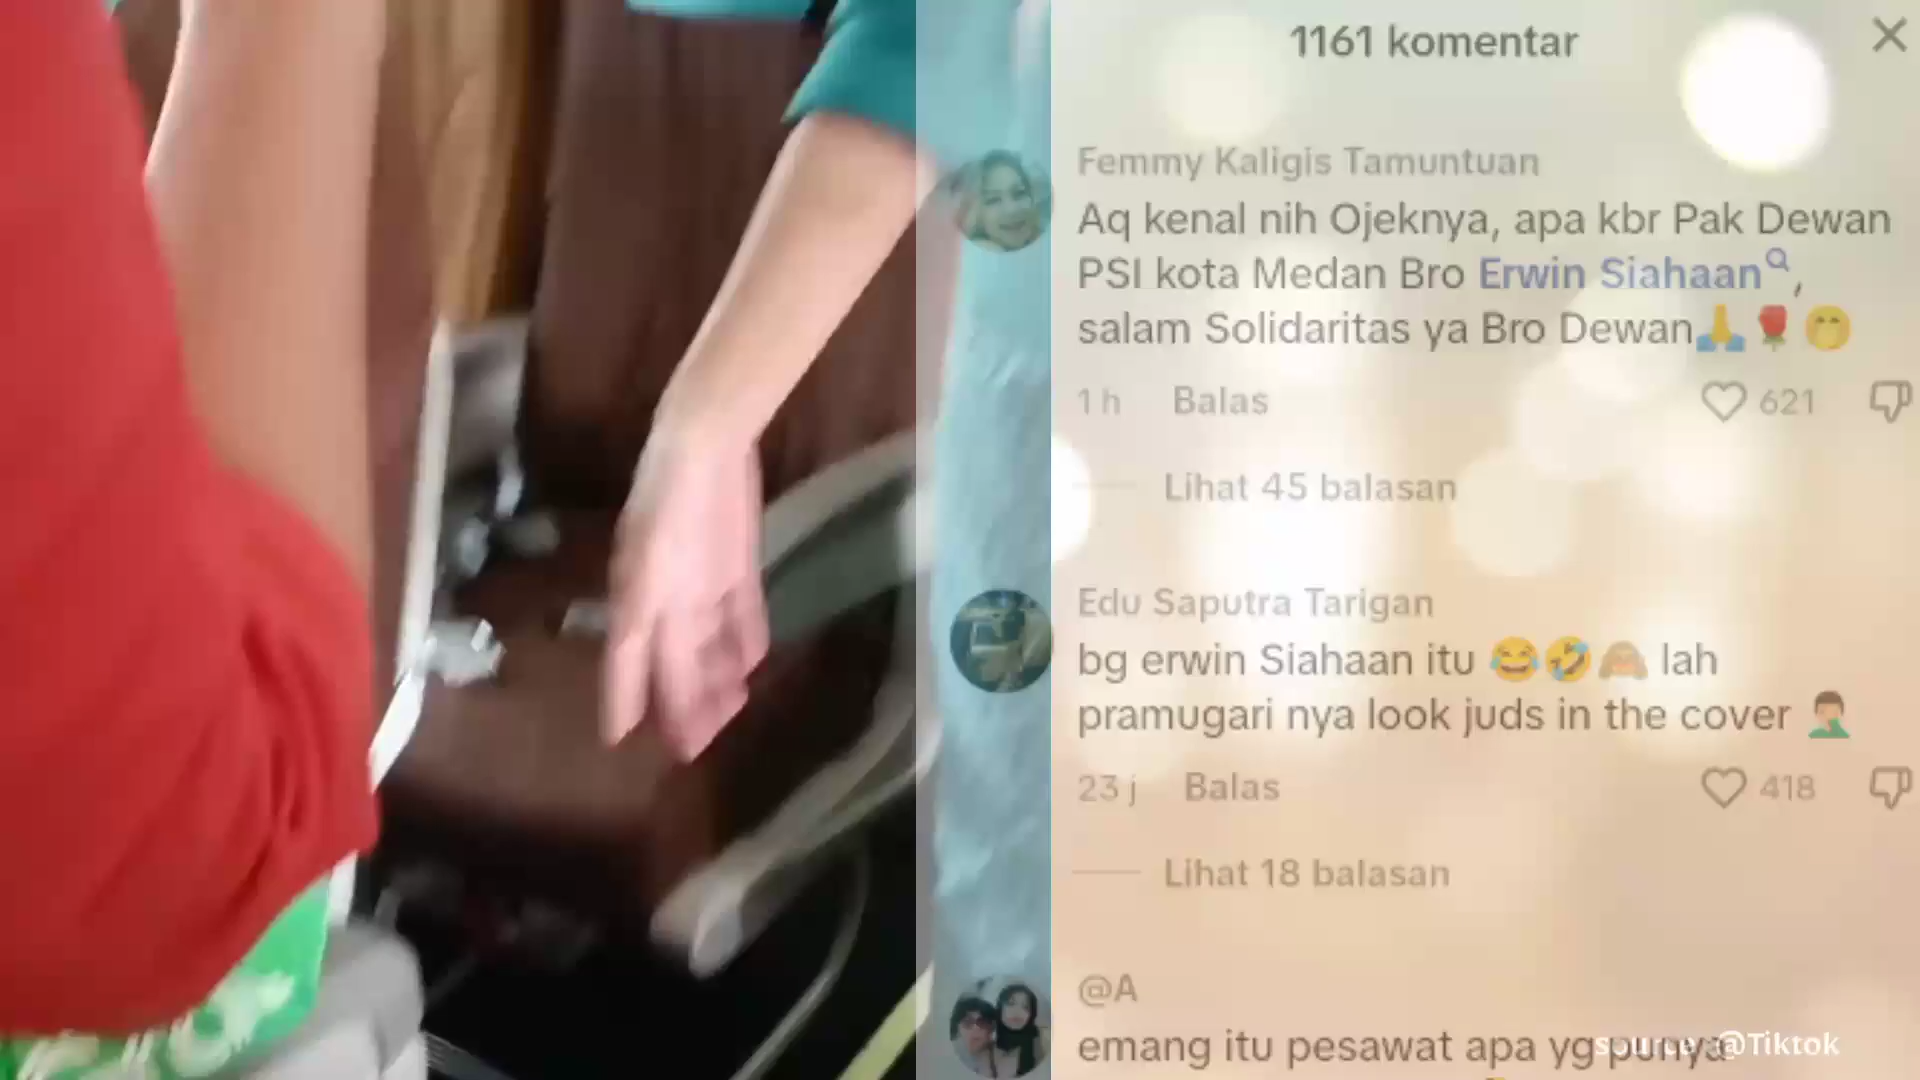 1161 komentar
Femmy Kaligis Tamuntuan
Aq kenal nih Ojeknya, apa kbr Pak Dewan
PSI kota Medan Bro Erwin Siahaan,
salam Solidaritas ya Bro Dewan🙏🌹🤭
1 h Balas 621
Lihat 45 balasan
Edu Saputra Tarigan
bg erwin Siahaan itu 😂🤣🙈 lah
pramugari nya look juds in the cover 🤦🏼‍♂️
23 j Balas 418
Lihat 18 balasan
@A
emang itu pesawat apa yg punya
source: @Tiktok